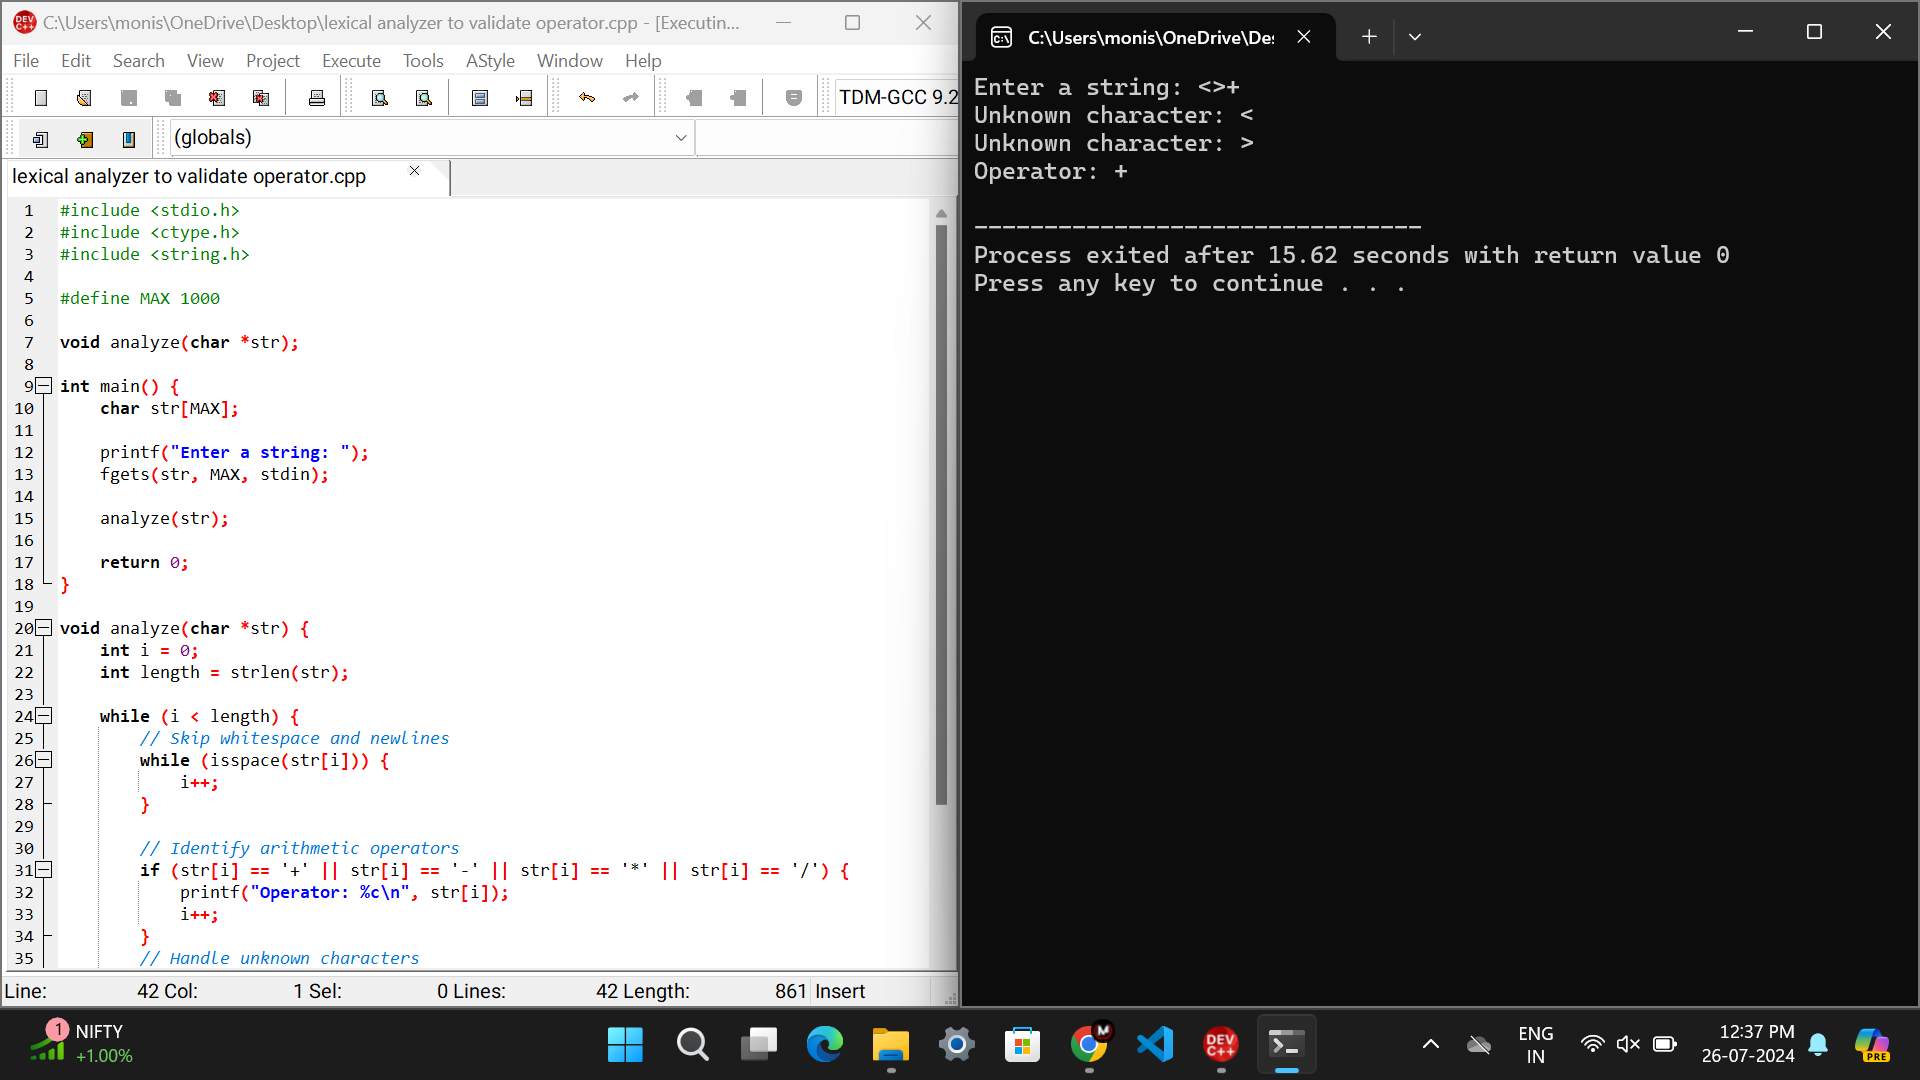 C:\Users\monis\OneDrive\Desktop\lexical analyzer to validate operator.cpp - [Executin...
File Edit Search View Project Execute Tools AStyle Window Help
TDM-GCC 9.2
(globals)
lexical analyzer to validate operator.cpp
1 #include <stdio.h>
2 #include <ctype.h>
3 #include <string.h>
4
5 #define MAX 1000
6
7 void analyze(char *str);
8
9 int main() {
10 char str[MAX];
11
12 printf("Enter a string: ");
13 fgets(str, MAX, stdin);
14
15 analyze(str);
16
17 return 0;
18 }
19
20 void analyze(char *str) {
21 int i = 0;
22 int length = strlen(str);
23
24 while (i < length) {
25 // Skip whitespace and newlines
26 while (isspace(str[i])) {
27 i++;
28 }
29
30 // Identify arithmetic operators
31 if (str[i] == '+' || str[i] == '-' || str[i] == '*' || str[i] == '/') {
32 printf("Operator: %c\n", str[i]);
33 i++;
34 }
35 // Handle unknown characters
Line: 42 Col: 1 Sel: 0 Lines: 42 Length: 861 Insert
C:\Users\monis\OneDrive\De
Enter a string: <>+
Unknown character: <
Unknown character: >
Operator: +
--------------------------------
Process exited after 15.62 seconds with return value 0
Press any key to continue . . .
1
NIFTY
+1.00%
M
DEV
C++
ENG
IN
12:37 PM
26-07-2024
PRE